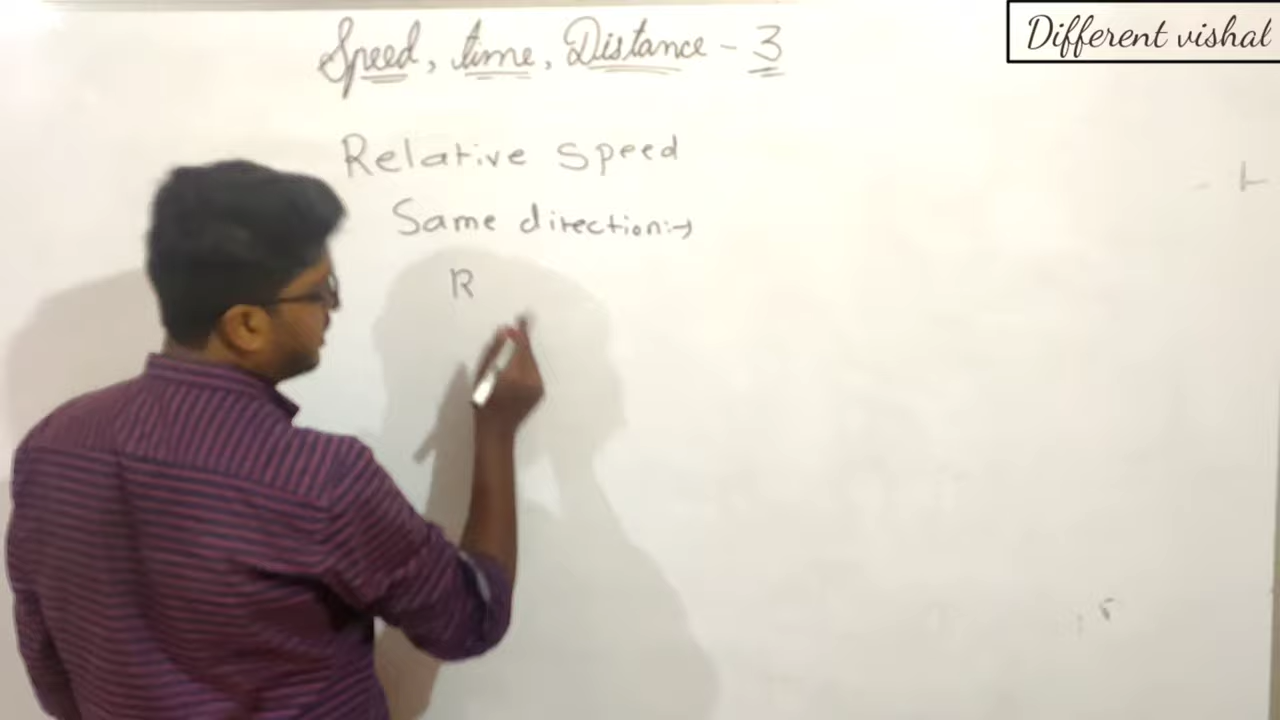 Speed, time, Distance - 3
Different vishal
Relative speed
Same direction:→
R